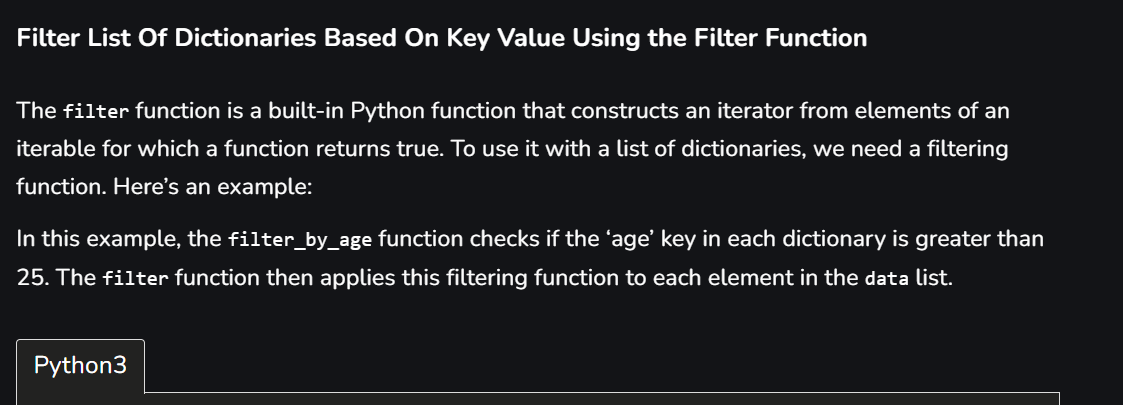 Filter List Of Dictionaries Based On Key Value Using the Filter Function
The filter function is a built-in Python function that constructs an iterator from elements of an
iterable for which a function returns true. To use it with a list of dictionaries, we need a filtering
function. Here’s an example:
In this example, the filter_by_age function checks if the ‘age’ key in each dictionary is greater than
25. The filter function then applies this filtering function to each element in the data list.
Python3